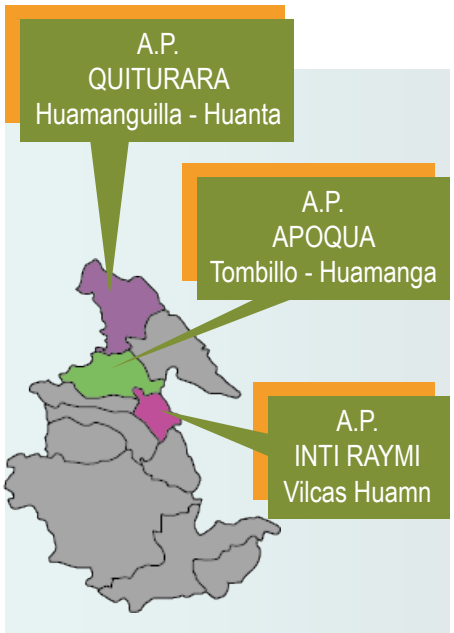 A.P.
QUITURARA
Huamanguilla - Huanta
A.P.
APOQUA
Tombillo - Huamanga
A.P.
INTI RAYMI
Vilcas Huamn